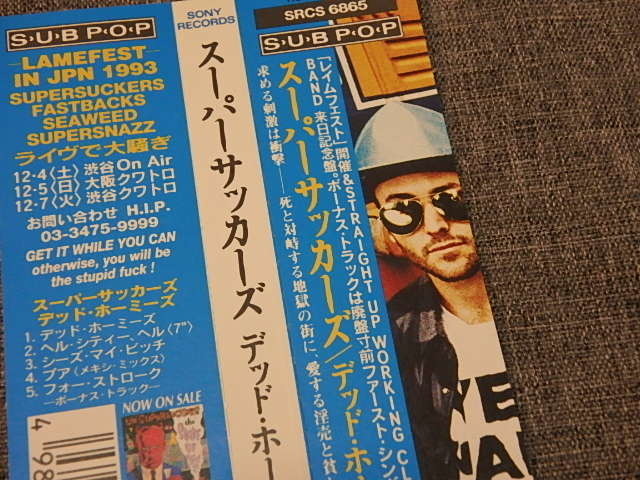 SUB POP
LAMEFEST
IN JPN 1993
SUPERSUCKERS
FASTBACKS
SEAWEED
SUPERSNAZZ
ライヴで大騒ぎ
12-4〈土〉渋谷On Air
12-5〈日〉大阪クワトロ
12-7〈火〉渋谷クワトロ
お問い合わせ H.I.P.
03-3475-9999
GET IT WHILE YOU CAN
otherwise, you will be
the stupid fuck !
スーパーサッカーズ
デッド・ホーミーズ
1. デッド・ホーミーズ
2. ヘル・シティー、ヘル〈7"〉
3. シーズ・マイ・ビッチ
4. プア〈メキシ・ミックス〉
5. フォー・ストローク
—ボーナス・トラック—
NOW ON SALE
4 98
SONY
RECORDS
スーパーサッカーズ デッド・ホー
SRCS 6865
SUB POP
「レイムフェスト」開催&STRAIGHT UP WORKING CL
BAND 来日記念盤。ボーナス・トラックは廃盤寸前ファースト・シン
スーパーサッカーズ/デッド・ホ
求める刺激は衝撃——死と対峙する地獄の街に、愛する淫売と貧